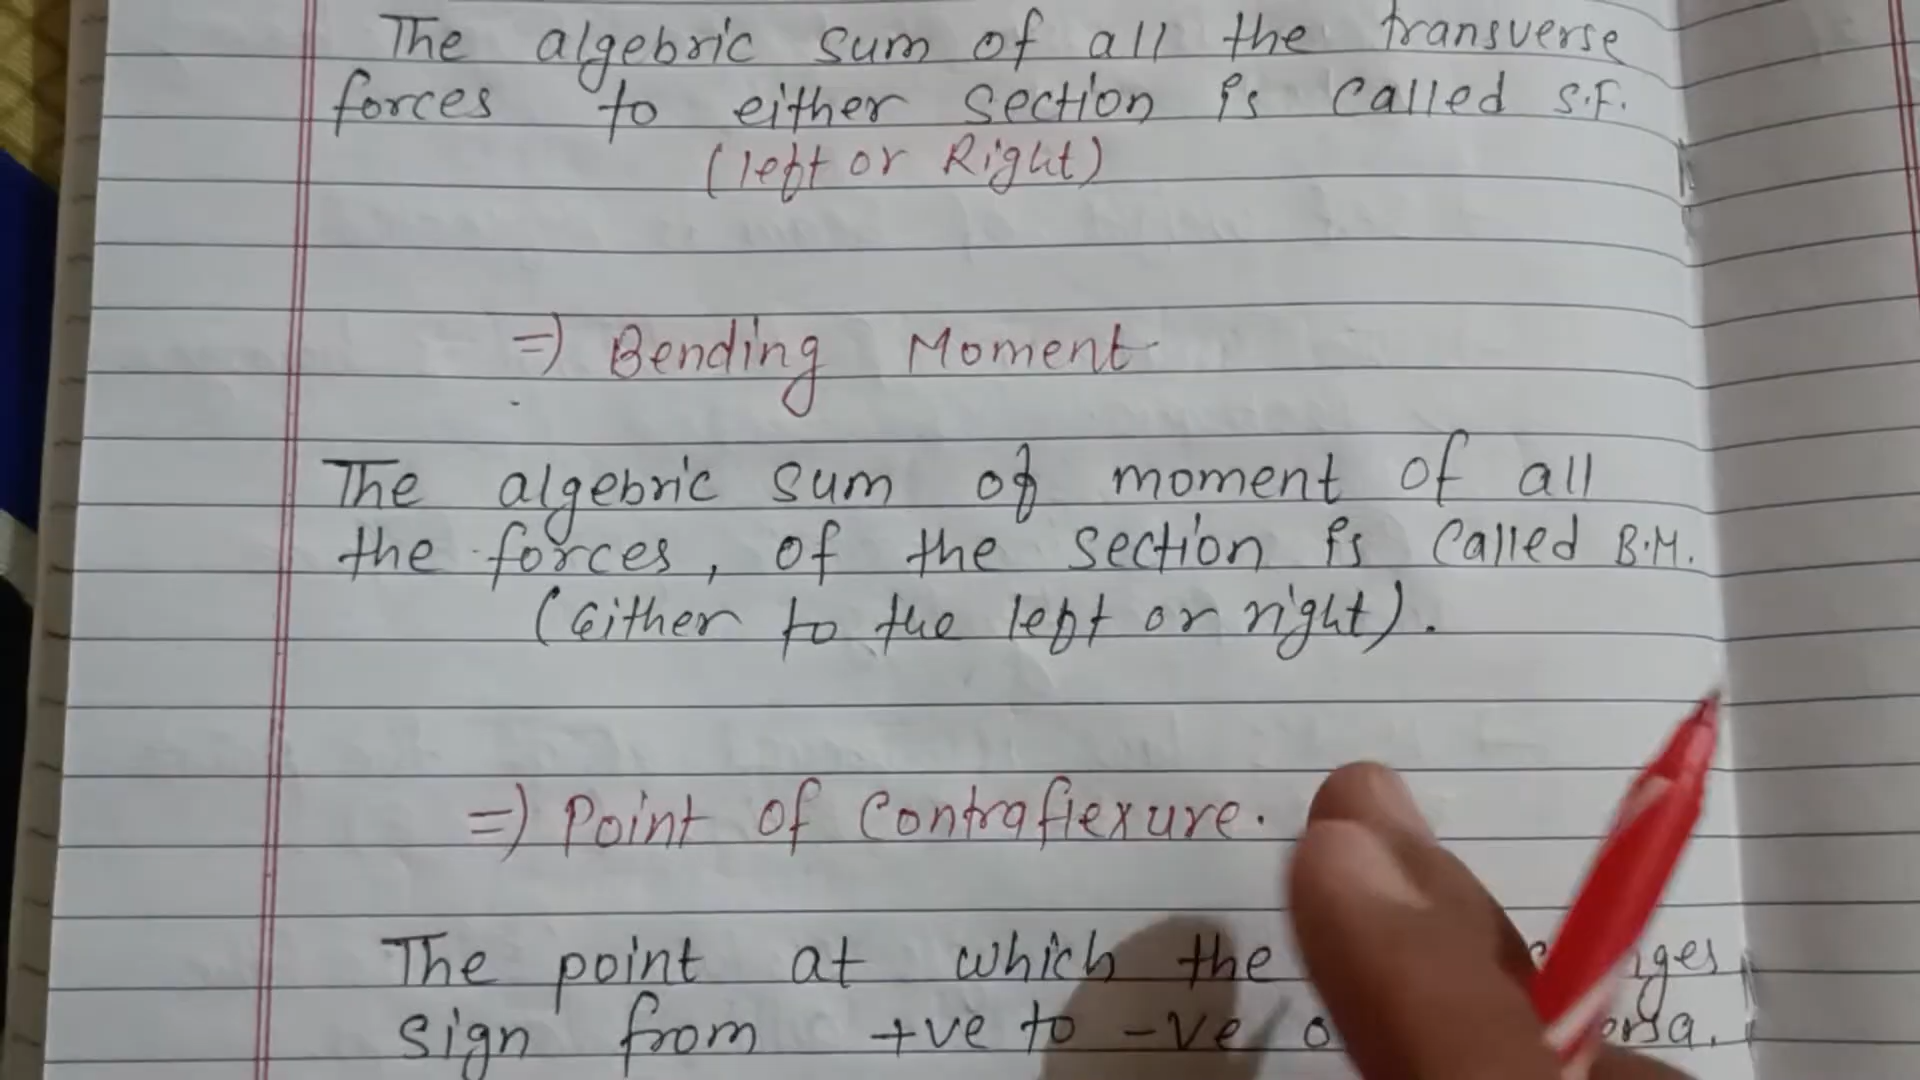 The algebric sum of all the transverse
forces to either section is called S.F.
(left or Right)
=) Bending Moment
The algebric sum of moment of all
the forces, of the section is called B.M.
(Either to the left or right).
=) Point of Contraflexure.
The point at which the
sign from +ve to -ve